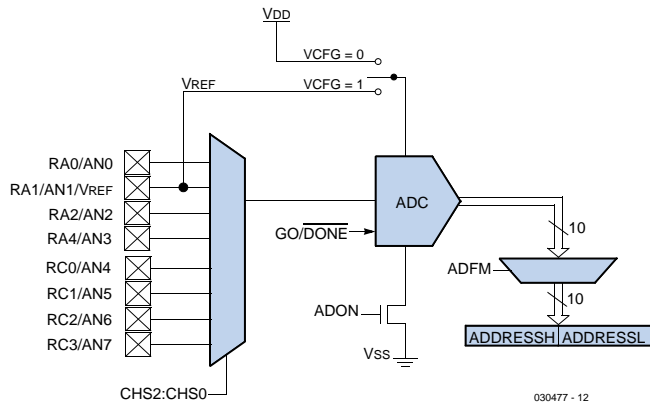 VDD
VCFG = 0
VREF
VCFG = 1
RA0/AN0
RA1/AN1/VREF
RA2/AN2
RA4/AN3
RC0/AN4
RC1/AN5
RC2/AN6
RC3/AN7
CHS2:CHS0
ADC
GO/DONE
ADON
VSS
10
ADFM
10
ADDRESSH ADDRESSL
030477 - 12